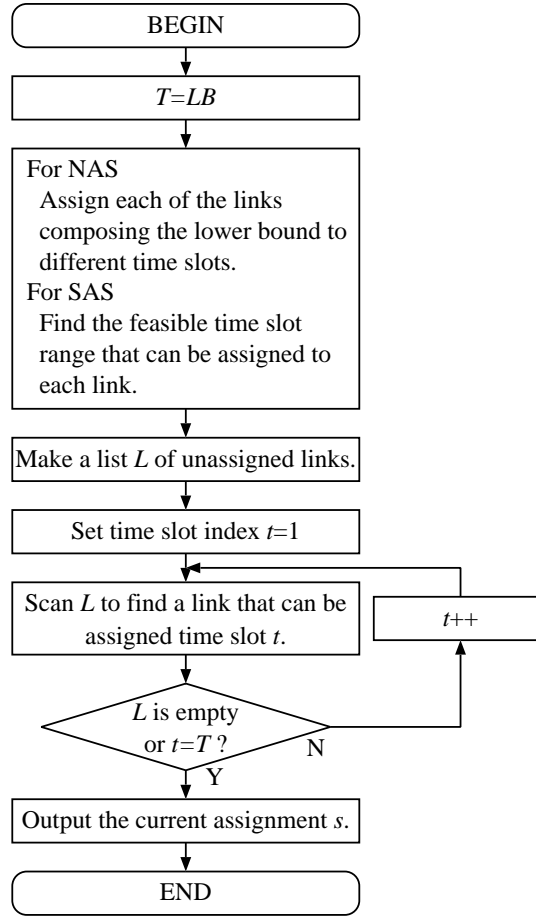 BEGIN
T=LB
For NAS
Assign each of the links
composing the lower bound to
different time slots.
For SAS
Find the feasible time slot
range that can be assigned to
each link.
Make a list L of unassigned links.
Set time slot index t=1
Scan L to find a link that can be
assigned time slot t.
t++
L is empty
or t=T ?
N
Y
Output the current assignment s.
END